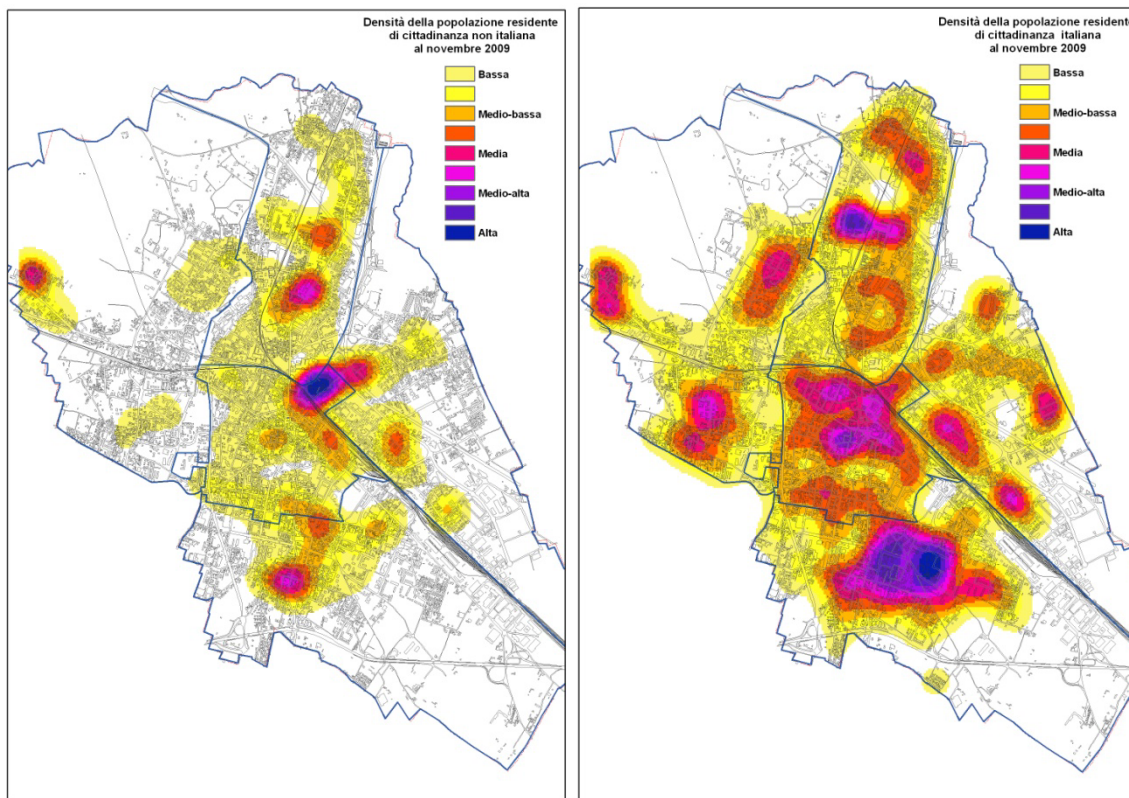 Densità della popolazione residente
di cittadinanza non italiana
al novembre 2009
Bassa
Medio-bassa
Media
Medio-alta
Alta
Densità della popolazione residente
di cittadinanza italiana
al novembre 2009
Bassa
Medio-bassa
Media
Medio-alta
Alta